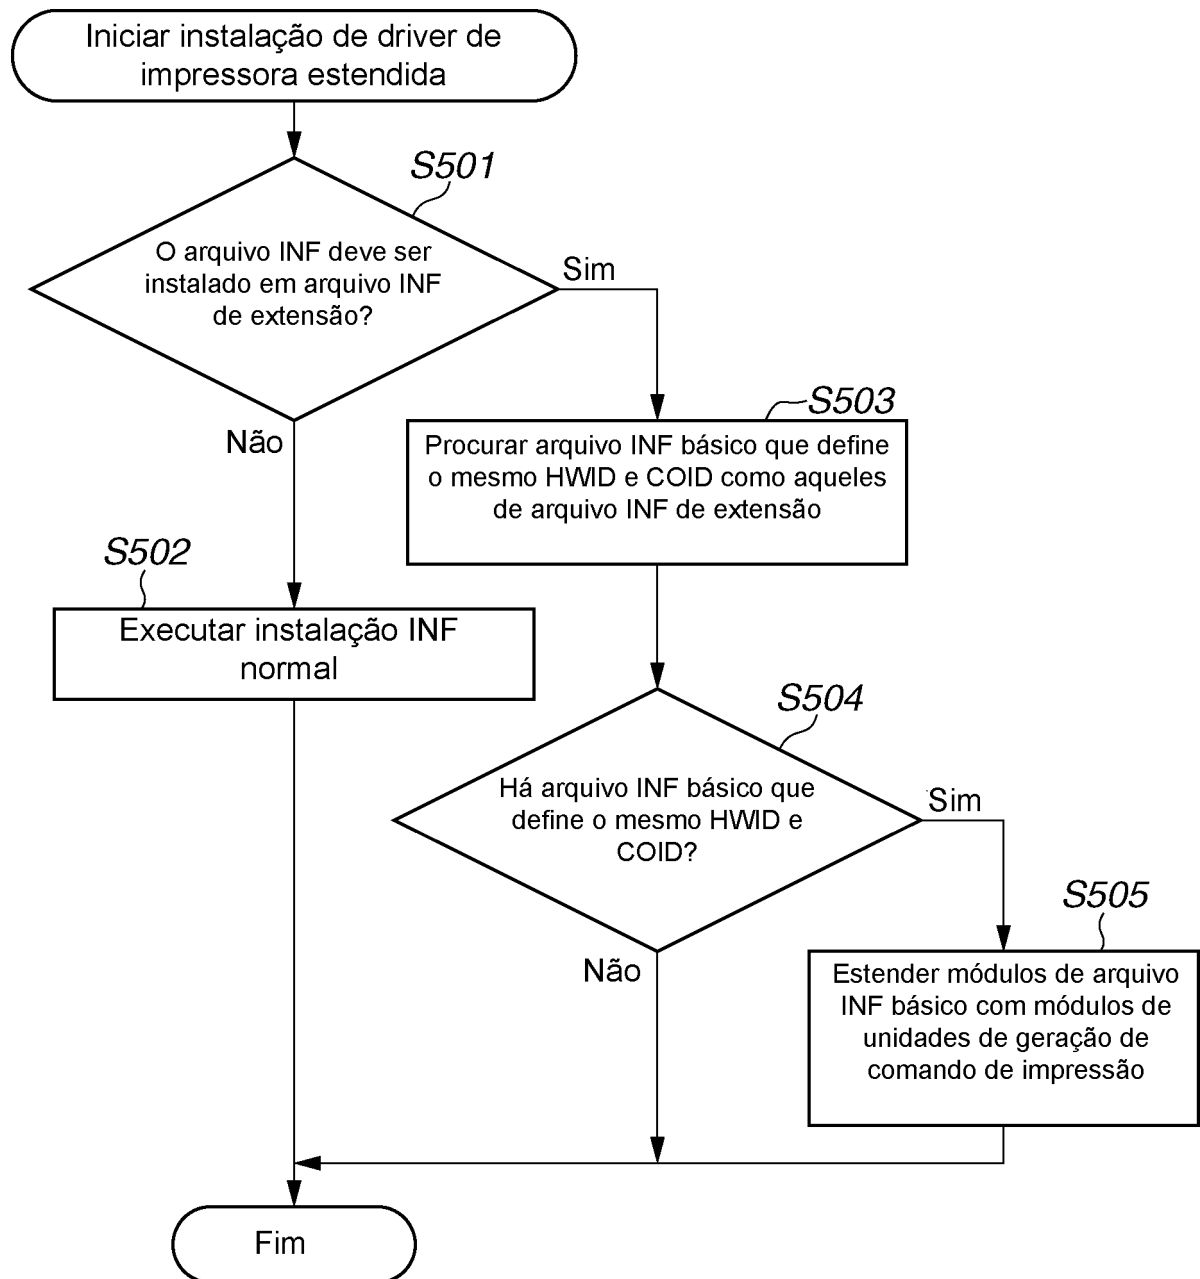 Iniciar instalação de driver de
impressora estendida
S501
O arquivo INF deve ser
instalado em arquivo INF
de extensão?
Sim
Não
S503
Procurar arquivo INF básico que define
o mesmo HWID e COID como aqueles
de arquivo INF de extensão
S502
Executar instalação INF
normal
S504
Há arquivo INF básico que
define o mesmo HWID e
COID?
Sim
Não
S505
Estender módulos de arquivo
INF básico com módulos de
unidades de geração de
comando de impressão
Fim